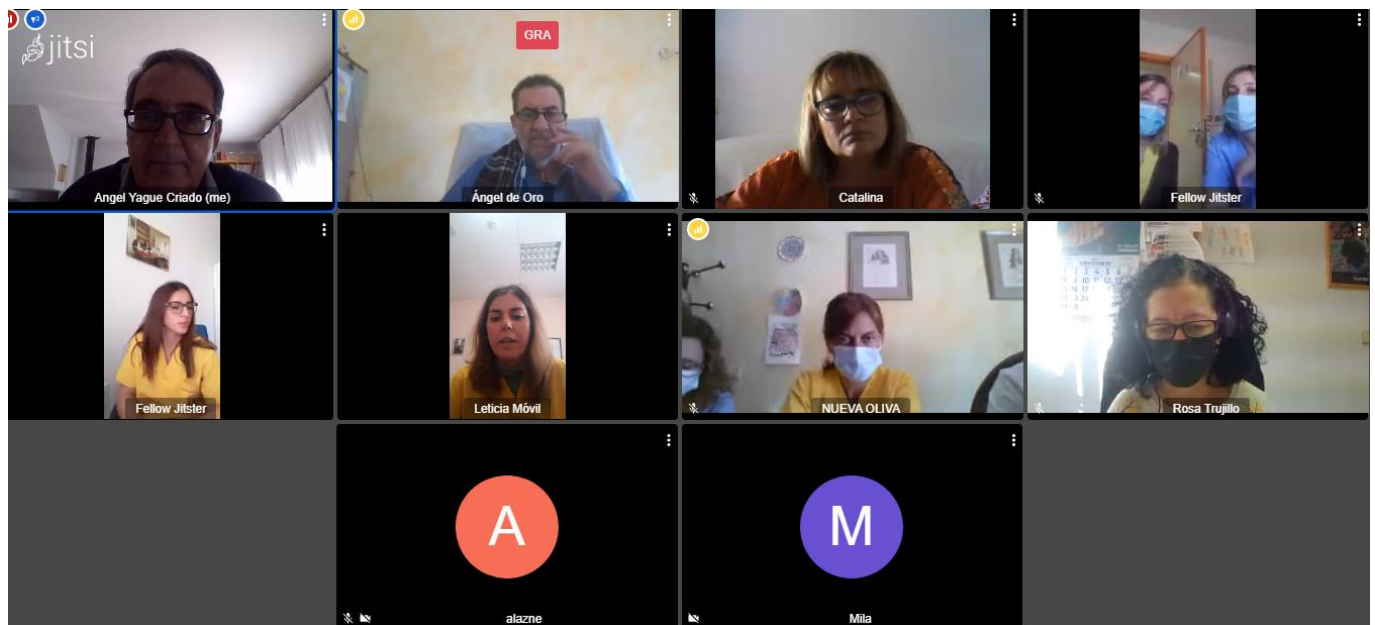 jitsi
GRA
Angel Yague Criado (me)
Ángel de Oro
Catalina
Fellow Jitster
Fellow Jitster
Leticia Móvil
NUEVA OLIVA
Rosa Trujillo
A
M
alazne
Mila